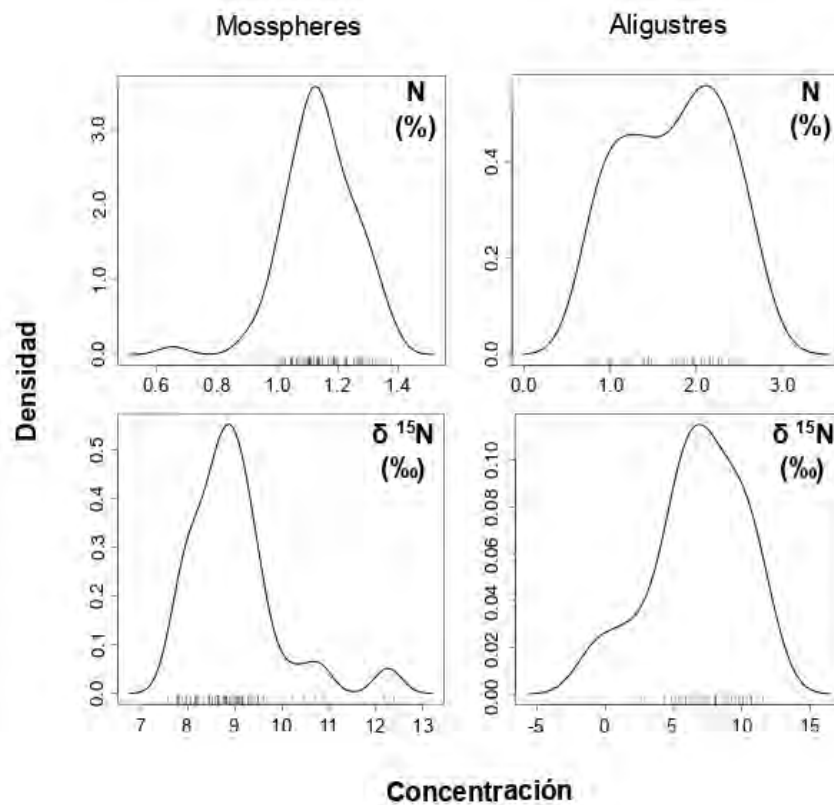 Mosspheres
Aligustres
N
(%)
3.0
2.0
1.0
0.0
0.6 0.8 1.0 1.2 1.4
N
(%)
0.4
0.2
0.0
0.0 1.0 2.0 3.0
Densidad
δ ¹⁵N
(‰)
0.5
0.4
0.3
0.2
0.1
0.0
7 8 9 10 11 12 13
δ ¹⁵N
(‰)
0.10
0.08
0.06
0.04
0.02
0.00
-5 0 5 10 15
Concentración